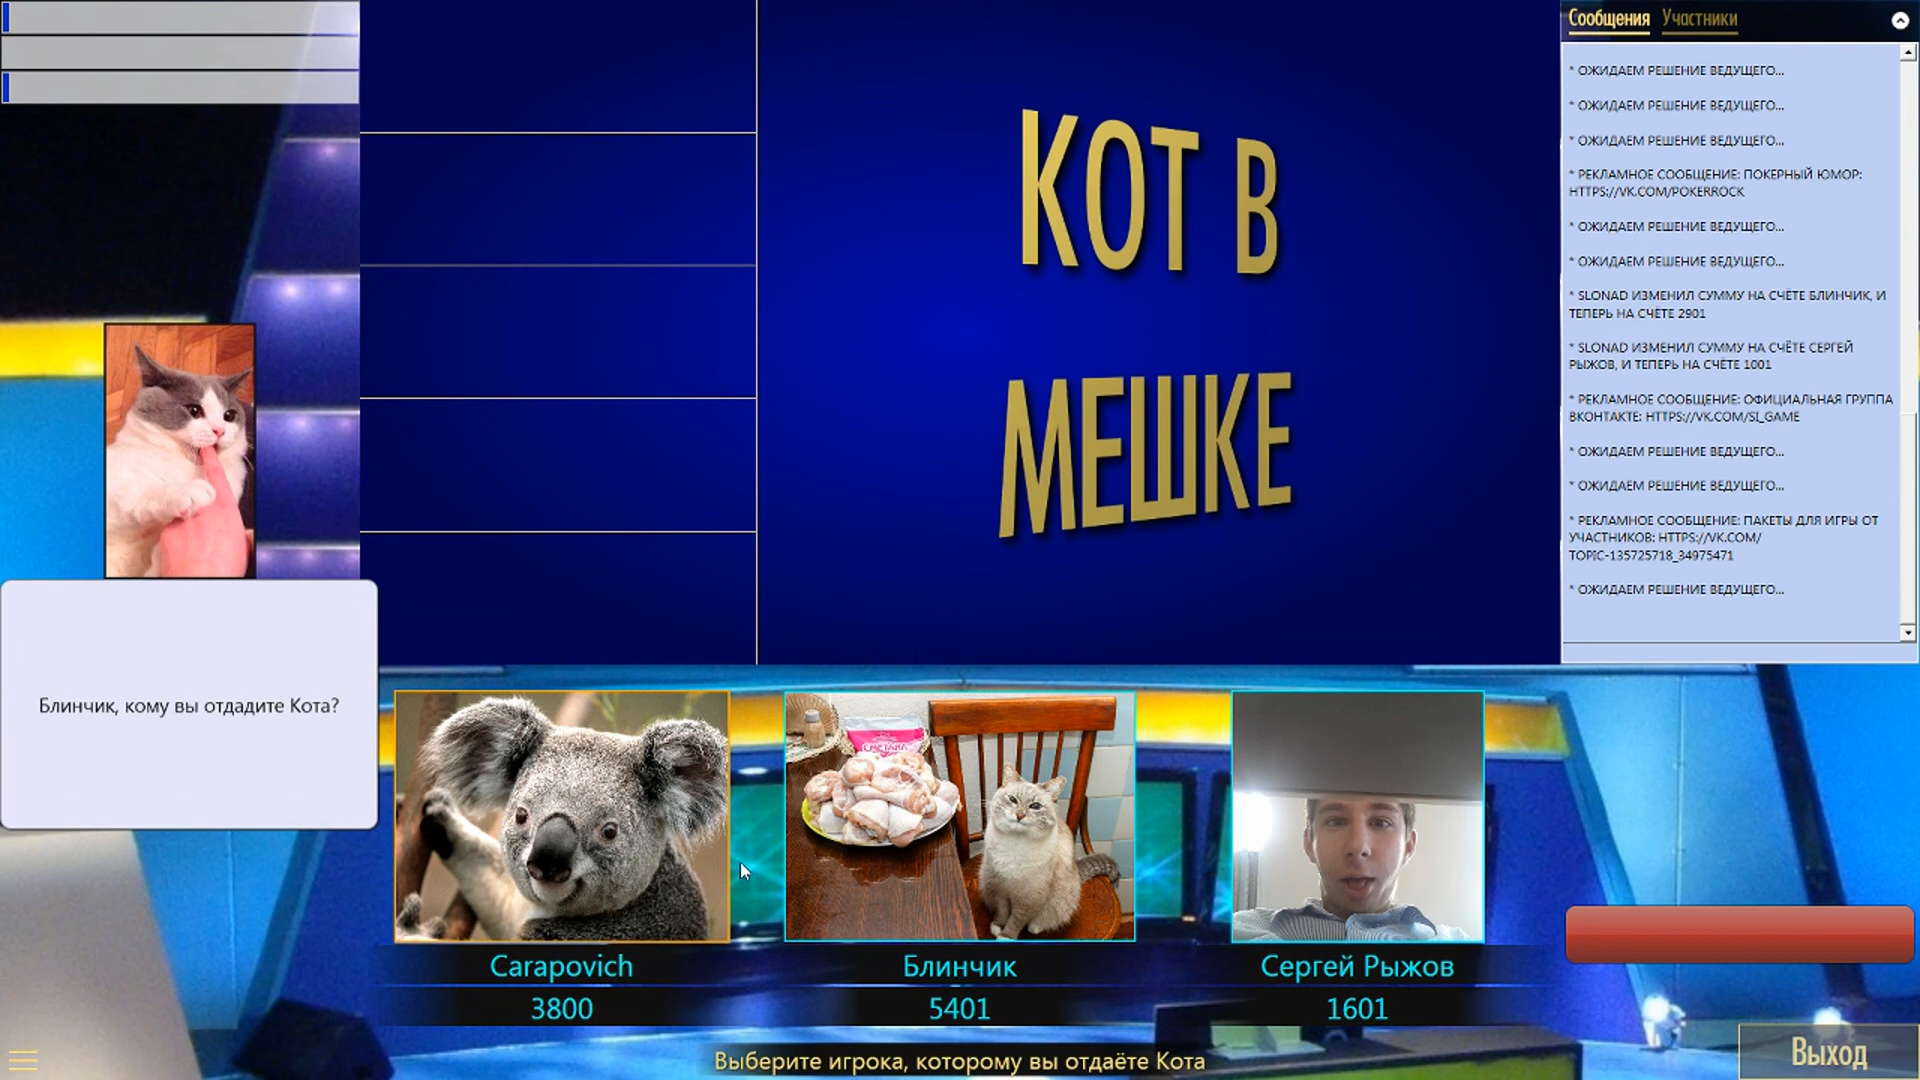 КОТ В
МЕШКЕ
Сообщения Участники
* ОЖИДАЕМ РЕШЕНИЕ ВЕДУЩЕГО...
* ОЖИДАЕМ РЕШЕНИЕ ВЕДУЩЕГО...
* ОЖИДАЕМ РЕШЕНИЕ ВЕДУЩЕГО...
* РЕКЛАМНОЕ СООБЩЕНИЕ: ПОКЕРНЫЙ ЮМОР:
HTTPS://VK.COM/POKERROCK
* ОЖИДАЕМ РЕШЕНИЕ ВЕДУЩЕГО...
* ОЖИДАЕМ РЕШЕНИЕ ВЕДУЩЕГО...
* SLONAD ИЗМЕНИЛ СУММУ НА СЧЁТЕ БЛИНЧИК, И
ТЕПЕРЬ НА СЧЁТЕ 2901
* SLONAD ИЗМЕНИЛ СУММУ НА СЧЁТЕ СЕРГЕЙ
РЫЖОВ, И ТЕПЕРЬ НА СЧЁТЕ 1001
* РЕКЛАМНОЕ СООБЩЕНИЕ: ОФИЦИАЛЬНАЯ ГРУППА
ВКОНТАКТЕ: HTTPS://VK.COM/SI_GAME
* ОЖИДАЕМ РЕШЕНИЕ ВЕДУЩЕГО...
* ОЖИДАЕМ РЕШЕНИЕ ВЕДУЩЕГО...
* РЕКЛАМНОЕ СООБЩЕНИЕ: ПАКЕТЫ ДЛЯ ИГРЫ ОТ
УЧАСТНИКОВ: HTTPS://VK.COM/
TOPIC-135725718_34975471
* ОЖИДАЕМ РЕШЕНИЕ ВЕДУЩЕГО...
Блинчик, кому вы отдадите Кота?
СМЕТАНА
Carapovich
Блинчик
Сергей Рыжов
3800
5401
1601
Выберите игрока, которому вы отдаёте Кота
Выход